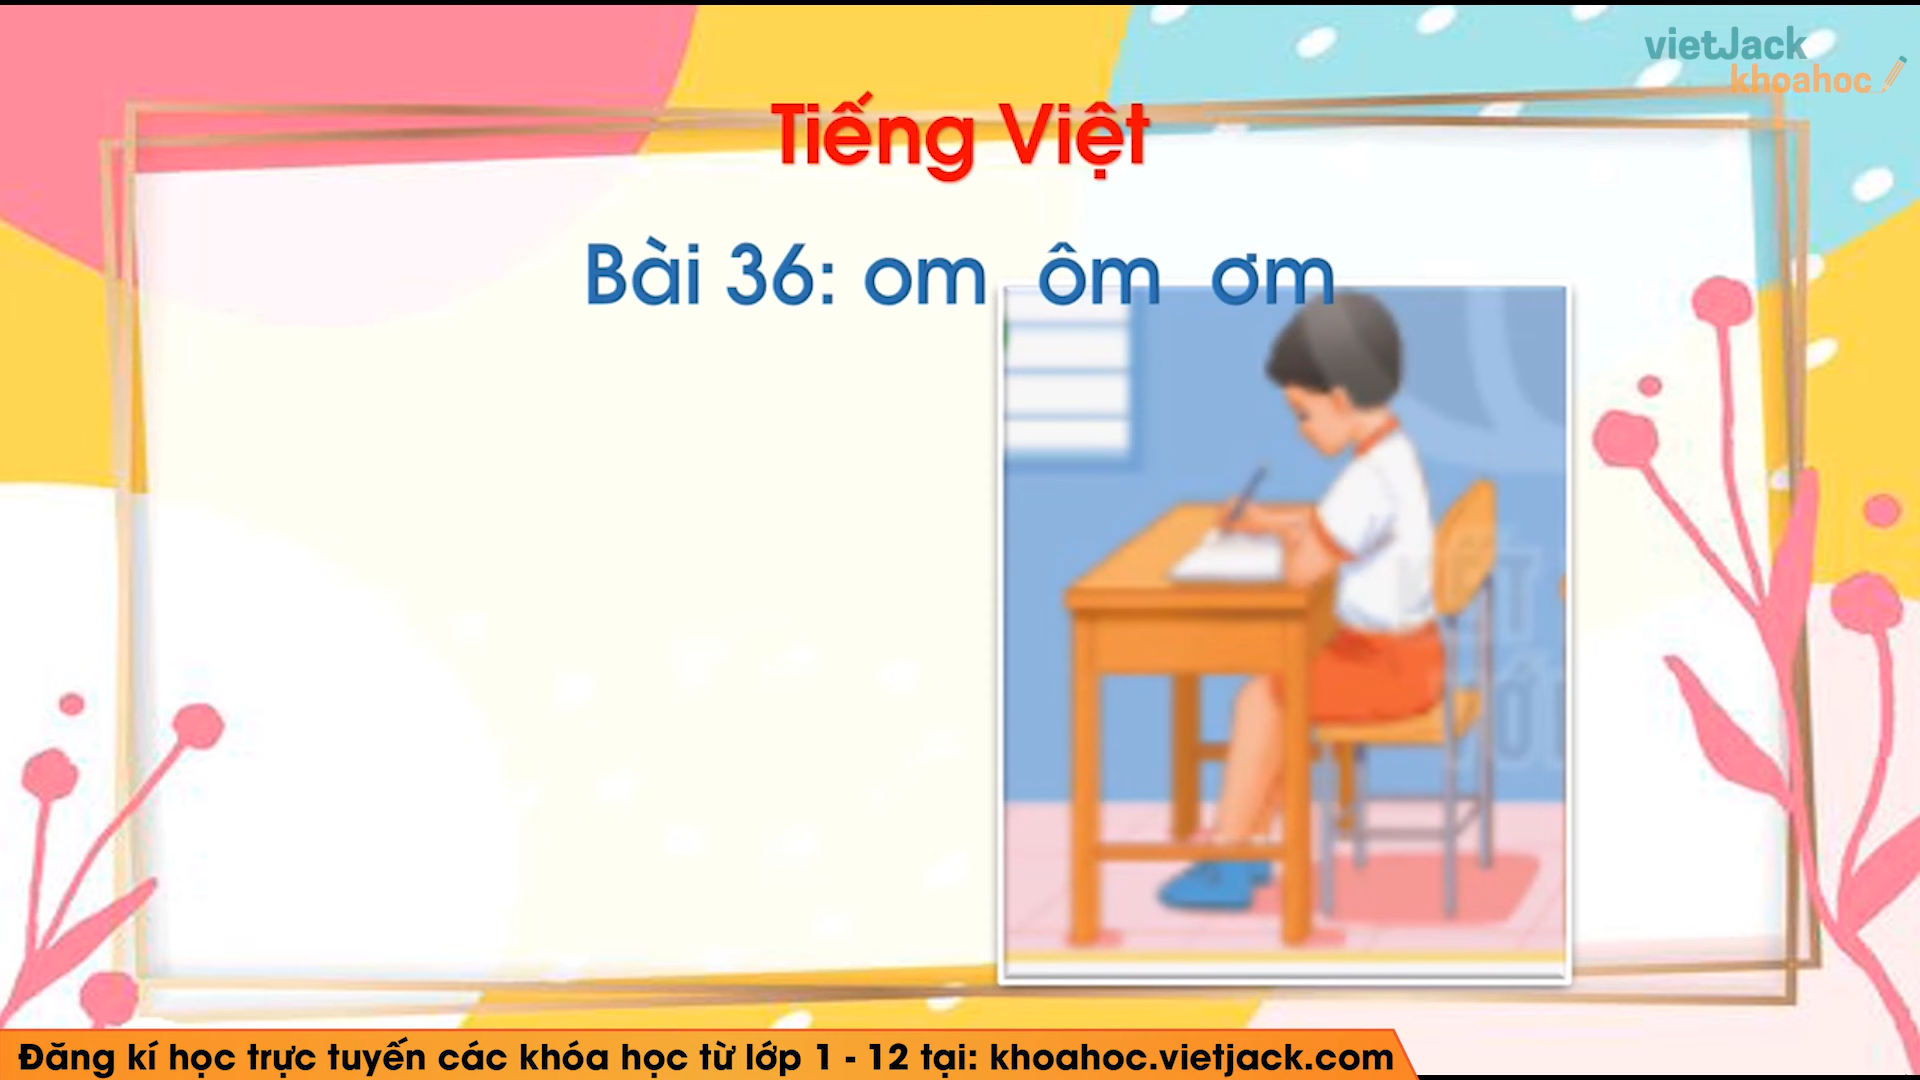 vietJack
khoahoc
Tiếng Việt
Bài 36: om ôm ơm
Đăng kí học trực tuyến các khóa học từ lớp 1 - 12 tại: khoahoc.vietjack.com